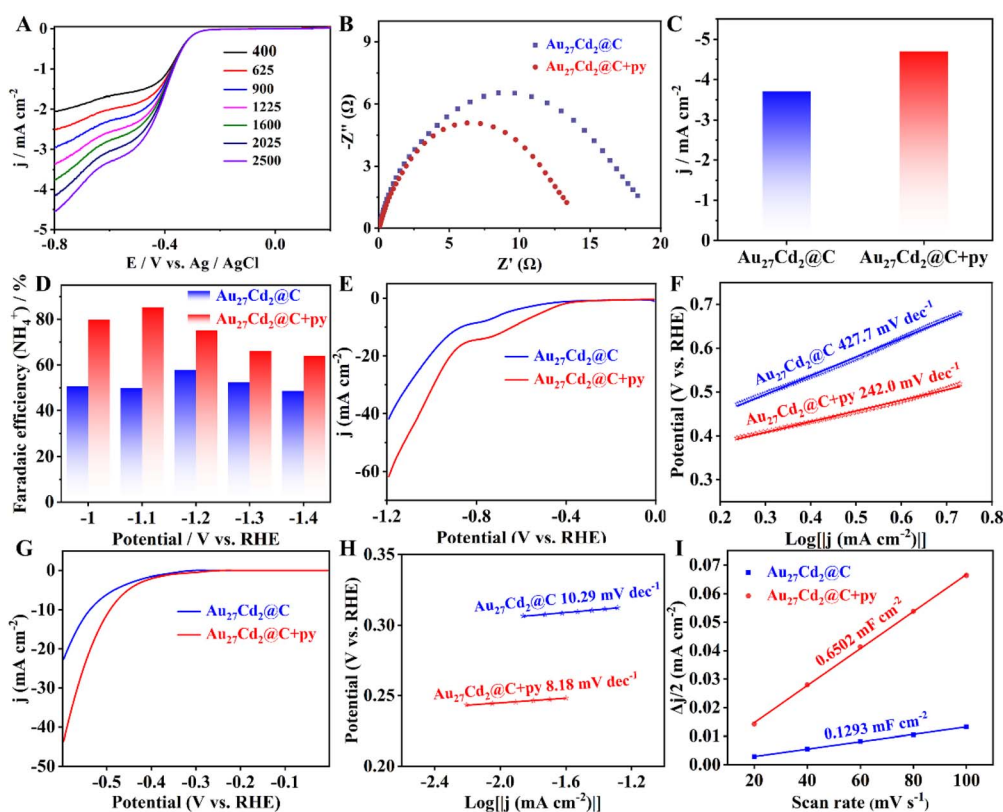 A
0
-1
-2
-3
-4
-5
j / mA cm⁻²
400
625
900
1225
1600
2025
2500
-0.8
-0.4
0.0
E / V vs. Ag / AgCl
B
-9
-6
-3
0
-Z'' (Ω)
Au₂₇Cd₂@C
Au₂₇Cd₂@C+py
0 5 10 15 20
Z' (Ω)
C
-5
-4
-3
-2
-1
-0
j / mA cm⁻²
Au₂₇Cd₂@C Au₂₇Cd₂@C+py
D
80
60
40
20
0
Faradaic efficiency (NH₄⁺) / %
Au₂₇Cd₂@C
Au₂₇Cd₂@C+py
-1 -1.1 -1.2 -1.3 -1.4
Potential / V vs. RHE
E
0
-20
-40
-60
j (mA cm⁻²)
Au₂₇Cd₂@C
Au₂₇Cd₂@C+py
-1.2 -0.8 -0.4 0.0
Potential (V vs. RHE)
F
0.7
0.6
0.5
0.4
0.3
Potential (V vs. RHE)
Au₂₇Cd₂@C 427.7 mV dec⁻¹
Au₂₇Cd₂@C+py 242.0 mV dec⁻¹
0.2 0.3 0.4 0.5 0.6 0.7 0.8
Log[|j (mA cm⁻²)|]
G
0
-10
-20
-30
-40
-50
j (mA cm⁻²)
Au₂₇Cd₂@C
Au₂₇Cd₂@C+py
-0.5 -0.4 -0.3 -0.2 -0.1
Potential (V vs. RHE)
H
0.35
0.30
0.25
0.20
Potential (V vs. RHE)
Au₂₇Cd₂@C 10.29 mV dec⁻¹
Au₂₇Cd₂@C+py 8.18 mV dec⁻¹
-2.4 -2.0 -1.6 -1.2
Log[|j (mA cm⁻²)|]
I
0.07
0.06
0.05
0.04
0.03
0.02
0.01
0.00
Δj/2 (mA cm⁻²)
Au₂₇Cd₂@C
Au₂₇Cd₂@C+py
0.6502 mF cm⁻²
0.1293 mF cm⁻²
20 40 60 80 100
Scan rate (mV s⁻¹)